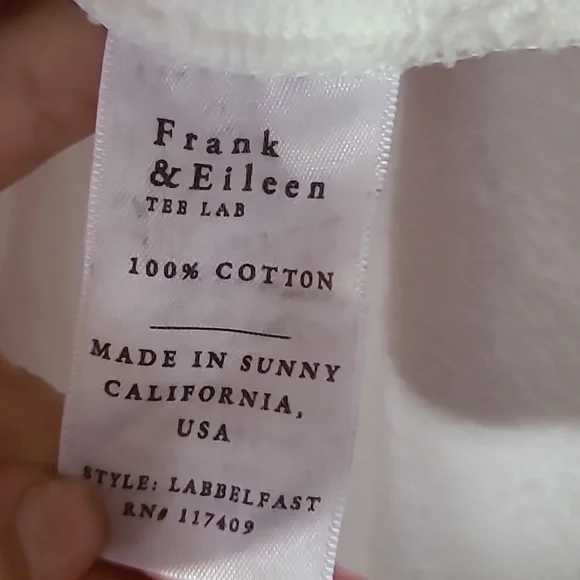 Frank
& Eileen
TEE LAB
100% COTTON
MADE IN SUNNY
CALIFORNIA,
USA
STYLE: LABBELFAST
RN# 117409